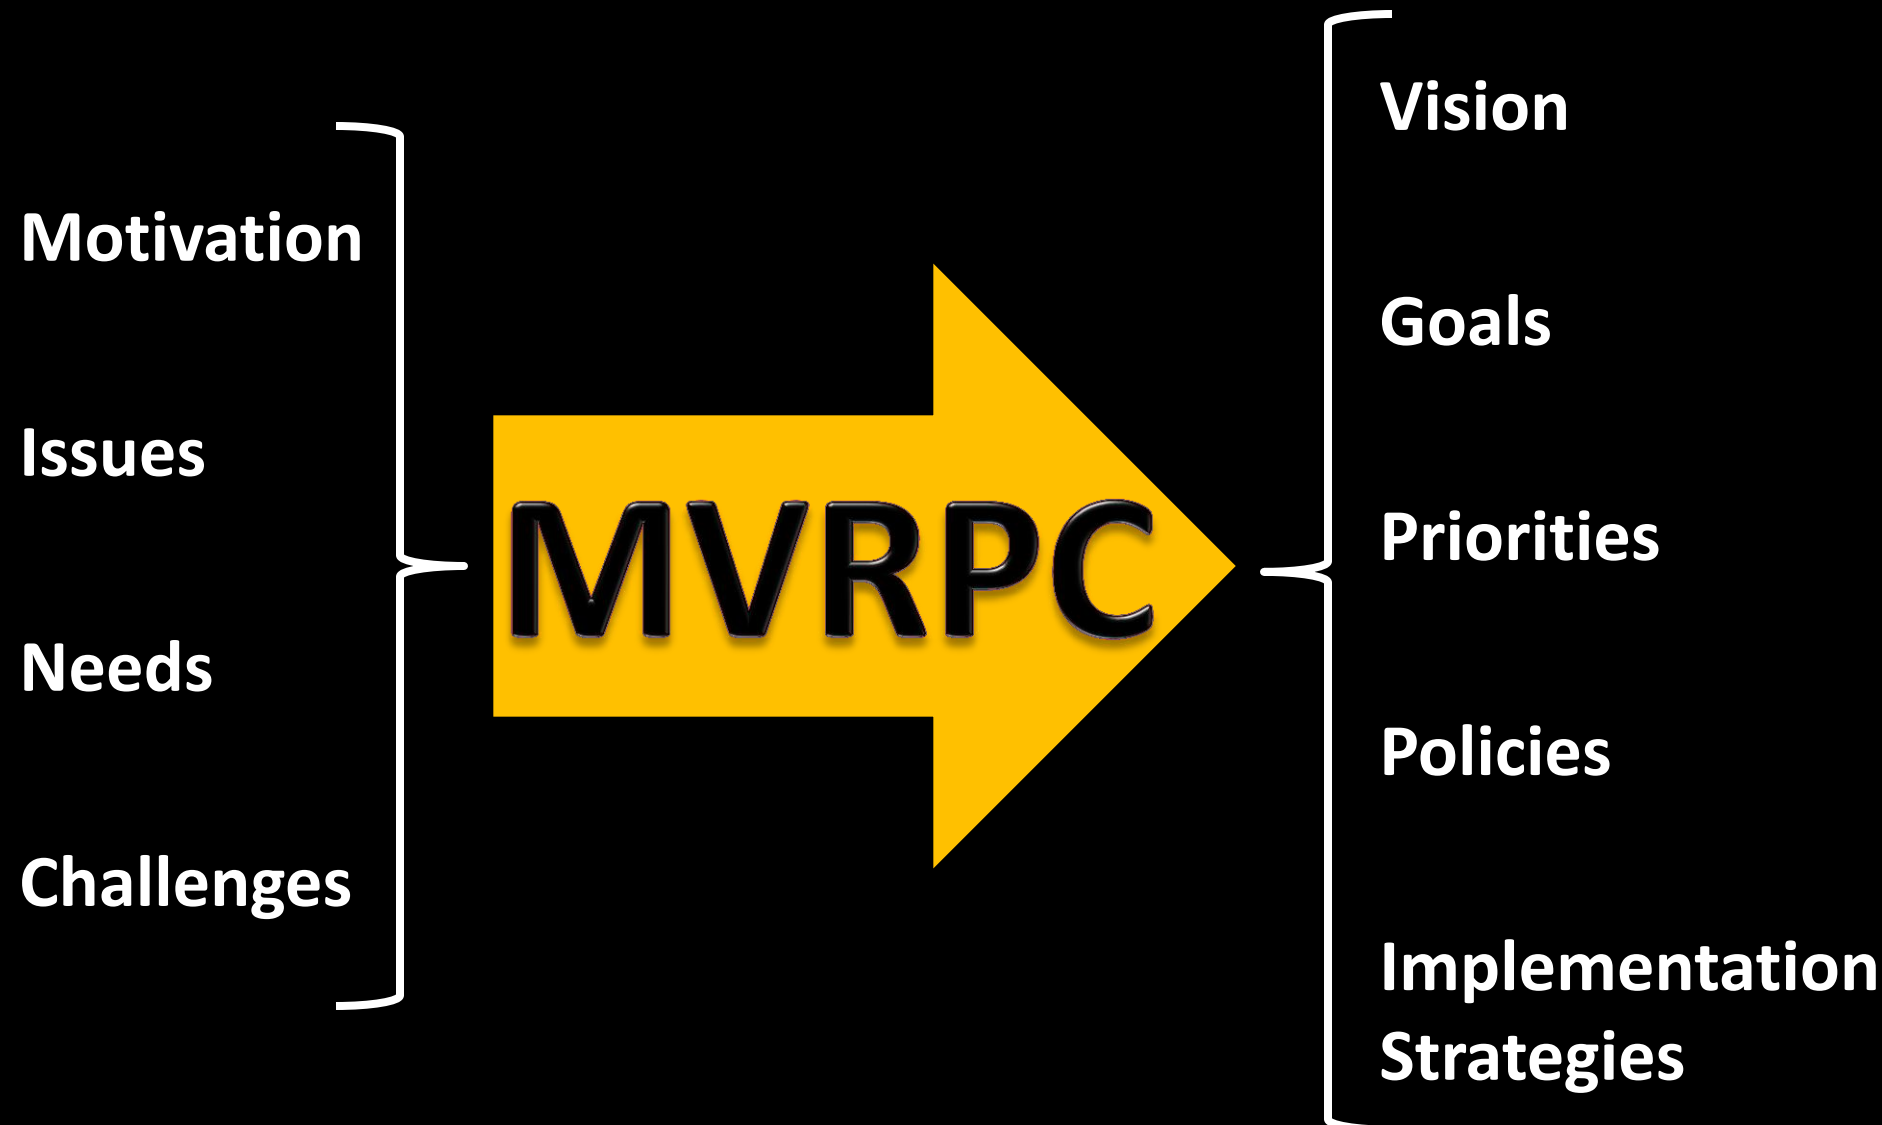 Motivation
Issues
Needs
Challenges
MVRPC
Vision
Goals
Priorities
Policies
Implementation
Strategies